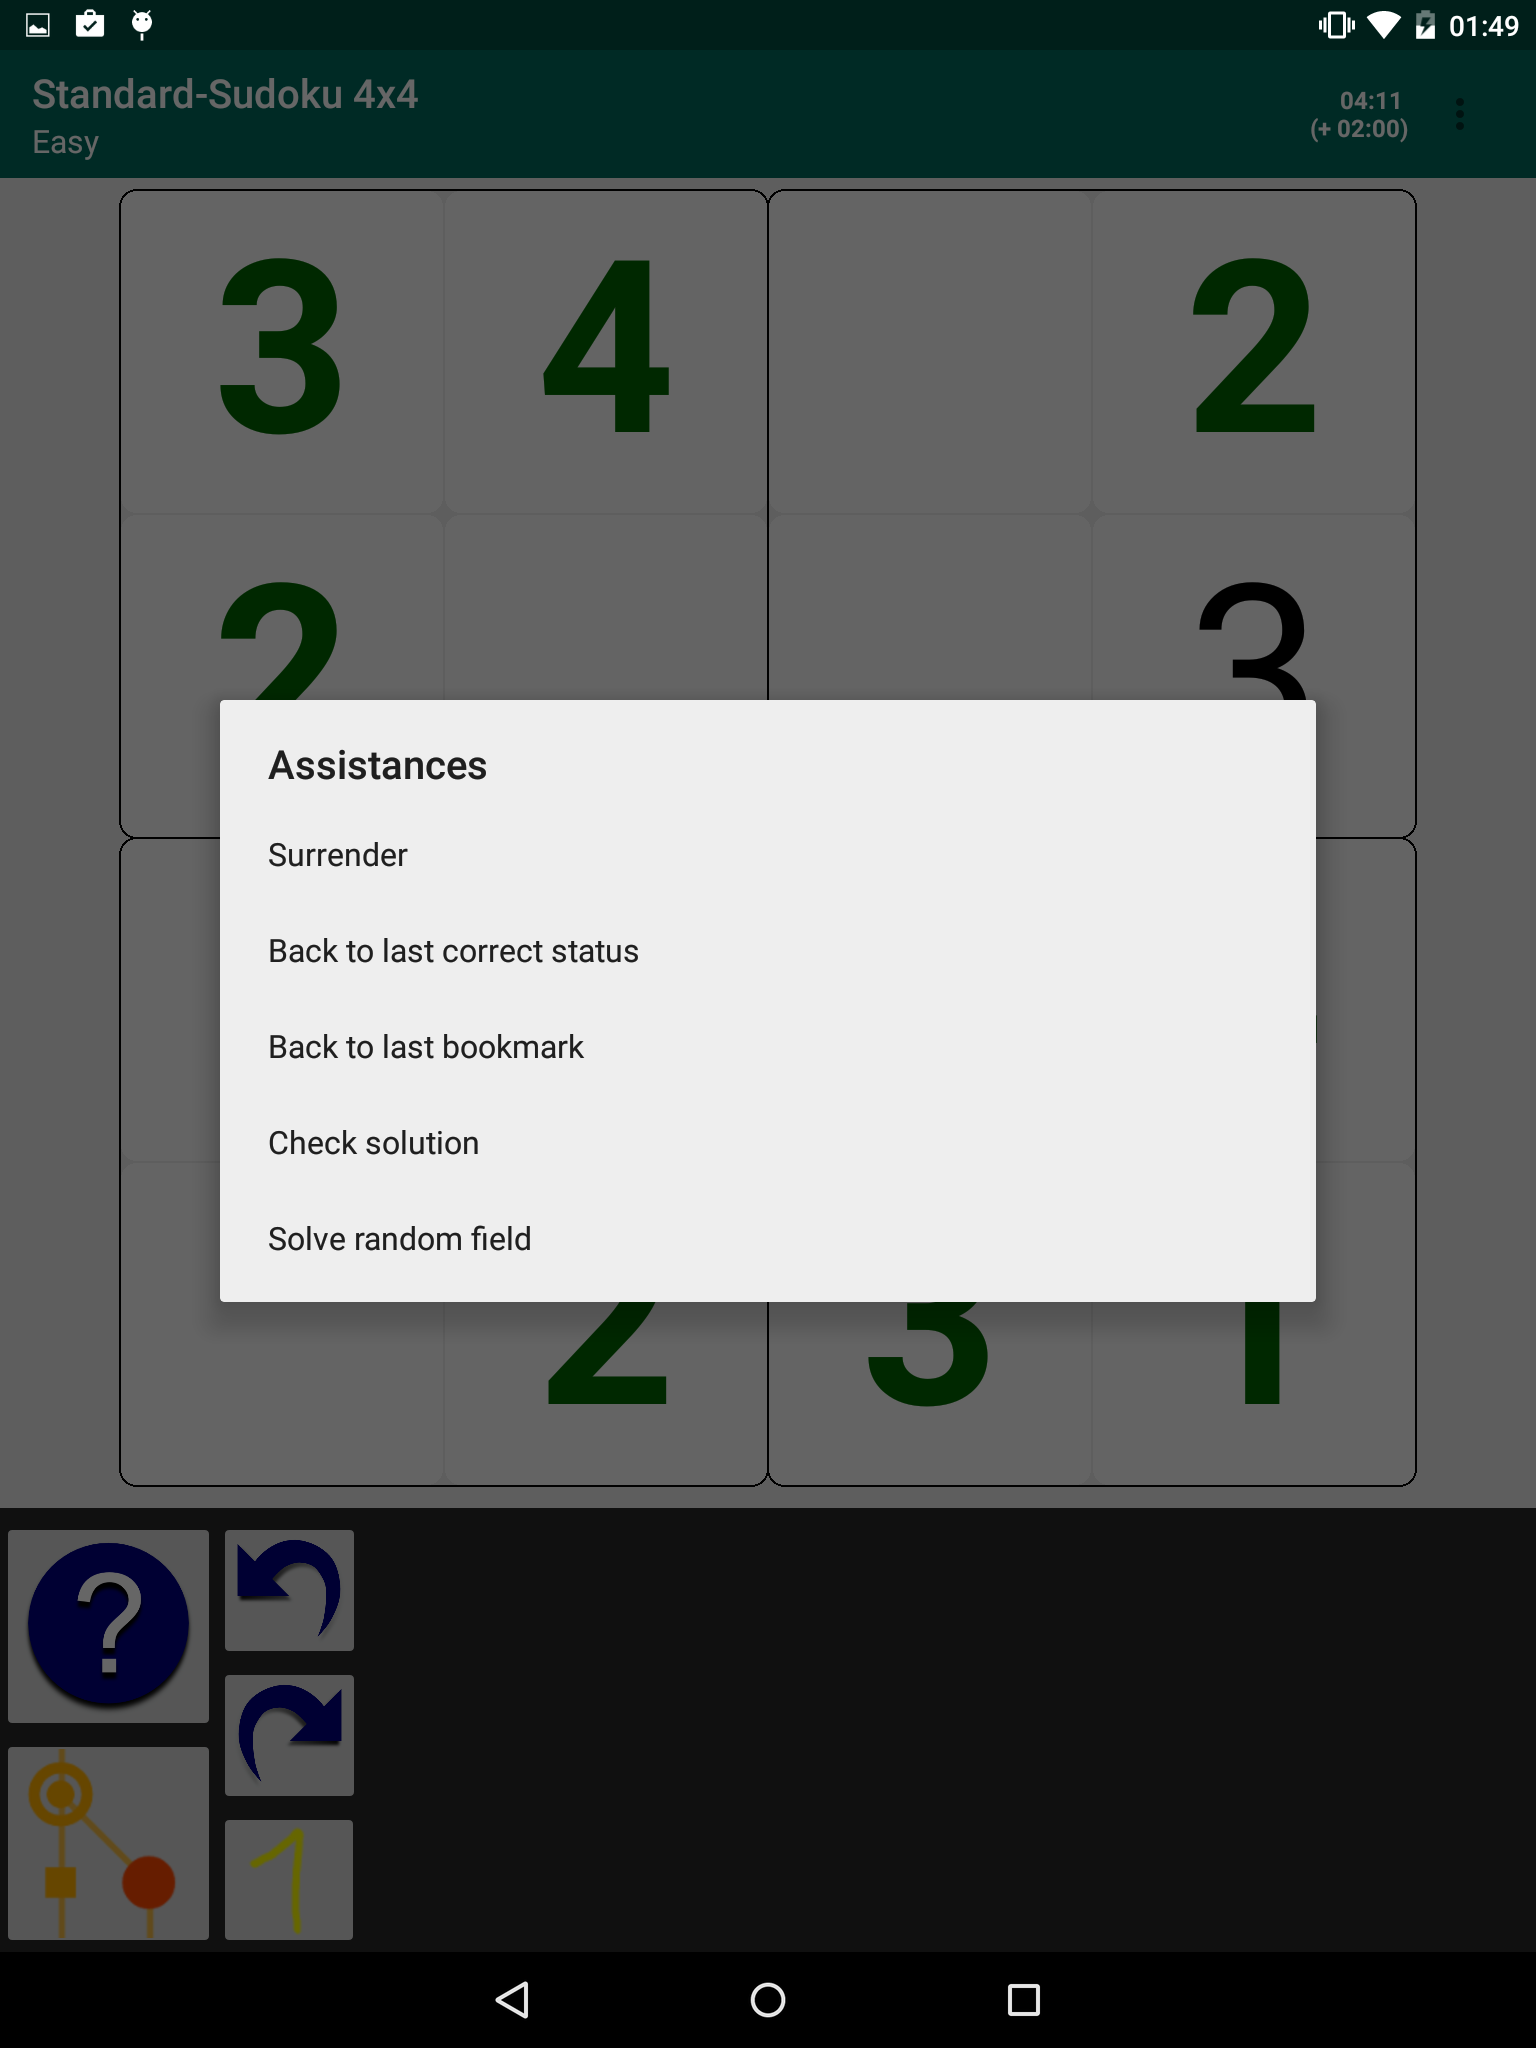 01:49
Standard-Sudoku 4x4
04:11
Easy
(+ 02:00)
3 4 2
2 3
Assistances
Surrender
Back to last correct status
Back to last bookmark
Check solution
Solve random field
2 3 1
?
1